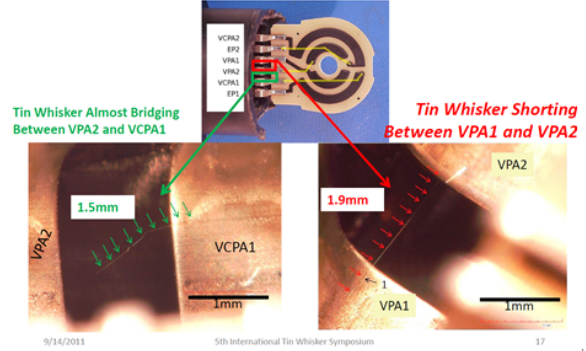 VCPA2
EP2
VPA1
VPA2
VCPA1
EP1
Tin Whisker Almost Bridging
Between VPA2 and VCPA1
Tin Whisker Shorting
Between VPA1 and VPA2
1.5mm
VPA2
VCPA1
1mm
1.9mm
VPA2
1
VPA1
1mm
9/14/2011
5th International Tin Whisker Symposium
17